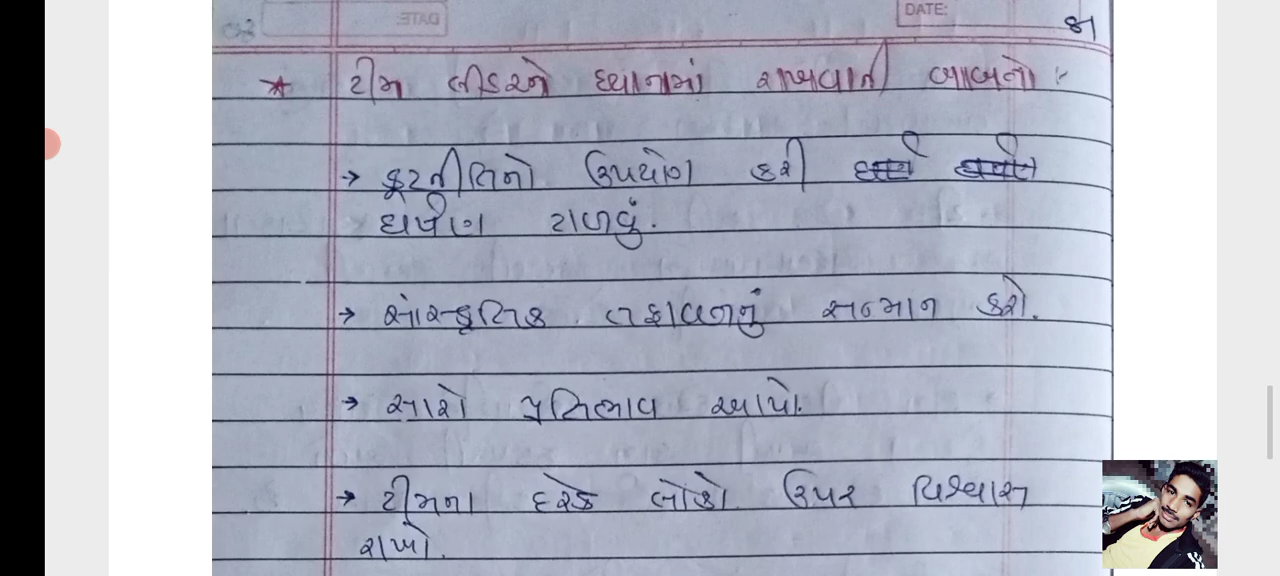 DATE:
DATE:
81
* ટીમ લીડરને ધ્યાનમાં રાખવાની બાબતો :-
→ કૂટનીતિનો ઉપયોગ કરી
ઘર્ષણ ટાળવું.
→ સાંસ્કૃતિક તફાવતનું સન્માન કરો.
→ સારો પ્રતિભાવ આપો.
→ ટીમના દરેક લોકો ઉપર વિશ્વાસ
રાખો.